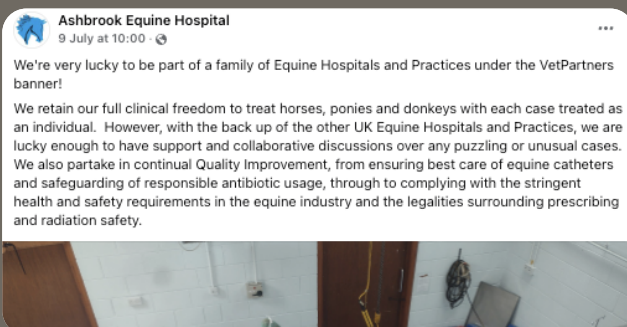 Ashbrook Equine Hospital
9 July at 10:00 ·
We're very lucky to be part of a family of Equine Hospitals and Practices under the VetPartners
banner!
We retain our full clinical freedom to treat horses, ponies and donkeys with each case treated as
an individual.  However, with the back up of the other UK Equine Hospitals and Practices, we are
lucky enough to have support and collaborative discussions over any puzzling or unusual cases.
We also partake in continual Quality Improvement, from ensuring best care of equine catheters
and safeguarding of responsible antibiotic usage, through to complying with the stringent
health and safety requirements in the equine industry and the legalities surrounding prescribing
and radiation safety.